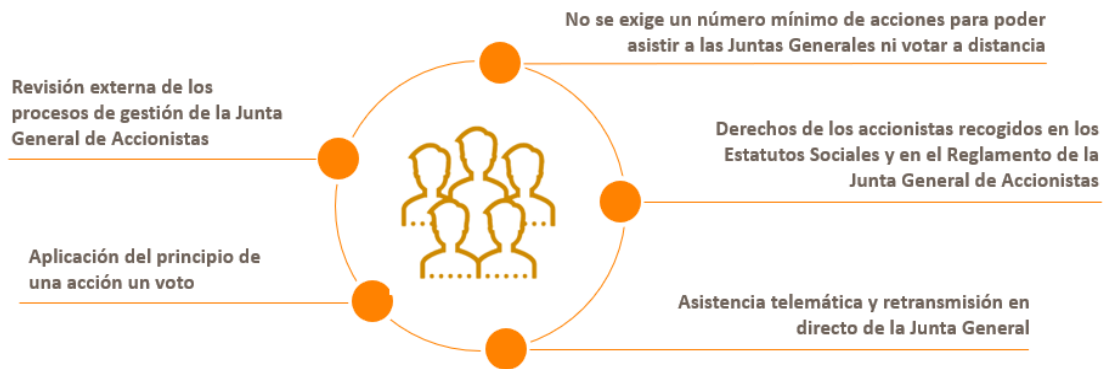 No se exige un número mínimo de acciones para poder
asistir a las Juntas Generales ni votar a distancia
Revisión externa de los
procesos de gestión de la Junta
General de Accionistas
Derechos de los accionistas recogidos en los
Estatutos Sociales y en el Reglamento de la
Junta General de Accionistas
Aplicación del principio de
una acción un voto
Asistencia telemática y retransmisión en
directo de la Junta General